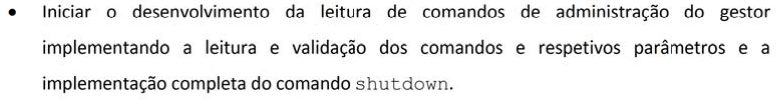 • Iniciar o desenvolvimento da leitura de comandos de administração do gestor
implementando a leitura e validação dos comandos e respetivos parâmetros e a
implementação completa do comando shutdown.